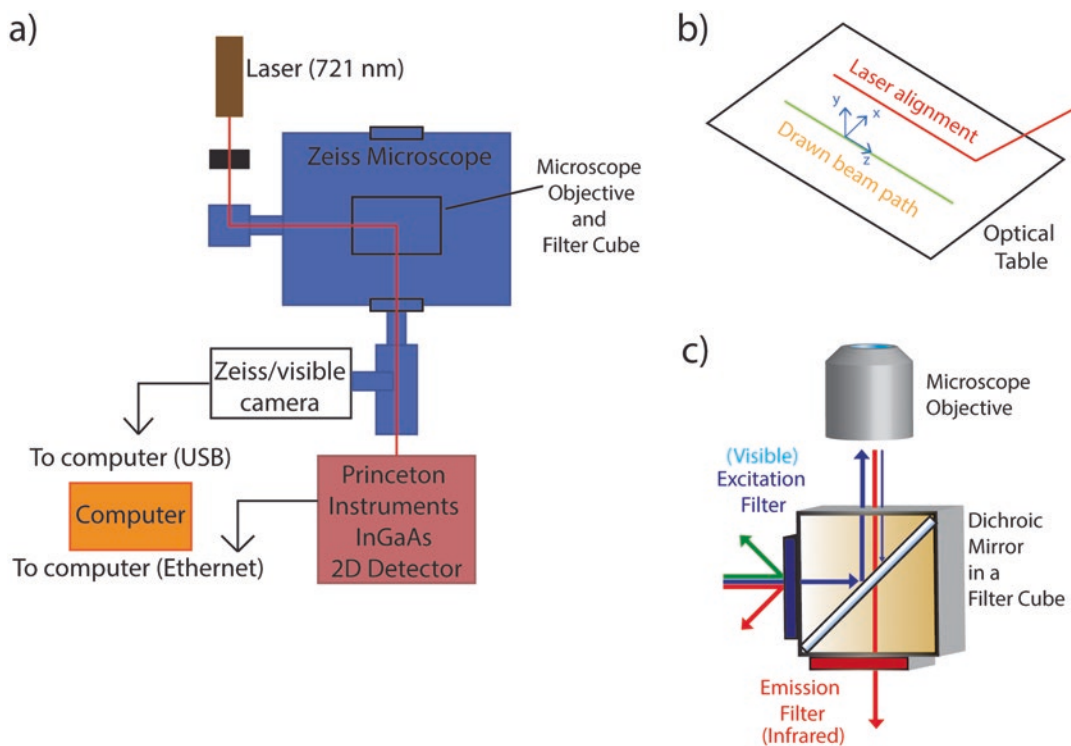 a)
Laser (721 nm)
Zeiss Microscope
Microscope
Objective
and
Filter Cube
Zeiss/visible
camera
To computer (USB)
Computer
To computer (Ethernet)
Princeton
Instruments
InGaAs
2D Detector
b)
Laser alignment
y
x
z
Drawn beam path
Optical
Table
c)
Microscope
Objective
(Visible)
Excitation
Filter
Dichroic
Mirror
in a
Filter Cube
Emission
Filter
(Infrared)